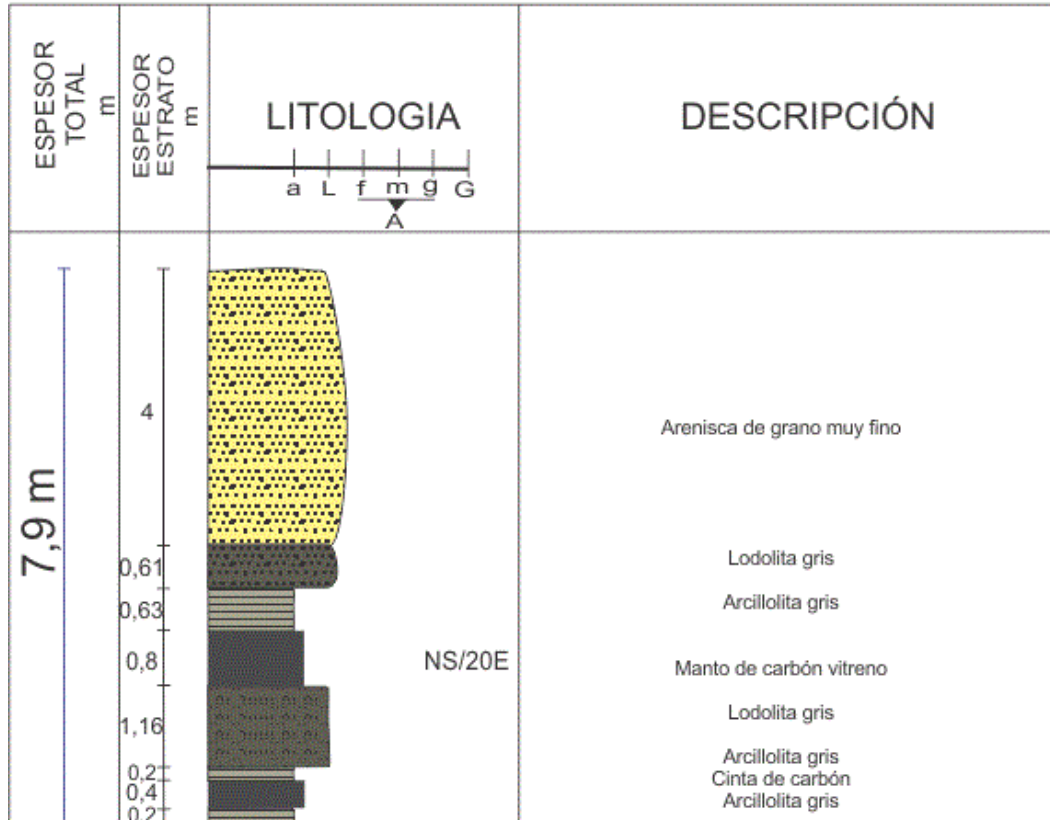 ESPESOR
TOTAL
m
ESPESOR
ESTRATO
m
LITOLOGIA
a L f m g G
A
DESCRIPCIÓN
7,9 m
4
Arenisca de grano muy fino
0,61
Lodolita gris
0,63
Arcillolita gris
0,8
NS/20E
Manto de carbón vitreno
1,16
Lodolita gris
0,2
Arcillolita gris
0,4
Cinta de carbón
0,2
Arcillolita gris